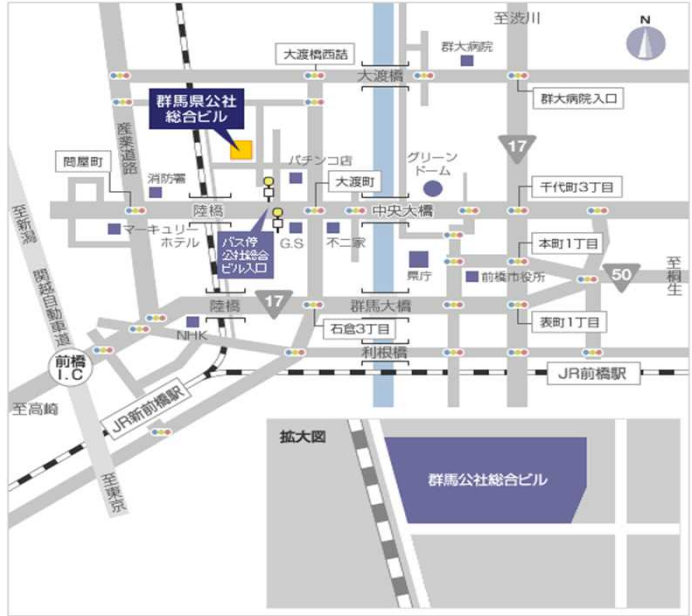 至渋川
N
大渡橋西詰
群大病院
大渡橋
群馬県公社
総合ビル
群大病院入口
17
産業道路
問屋町
消防署
パチンコ店
グリーン
ドーム
大渡町
千代町3丁目
至新潟
陸橋
中央大橋
マーキュリー
ホテル
バス停
公社総合
ビル入口
G.S
不二家
県庁
本町1丁目
前橋市役所
至桐生
50
関越自動車道
陸橋
17
群馬大橋
NHK
石倉3丁目
表町1丁目
前橋
I.C
利根橋
JR前橋駅
至高崎
JR新前橋駅
至東京
拡大図
群馬公社総合ビル